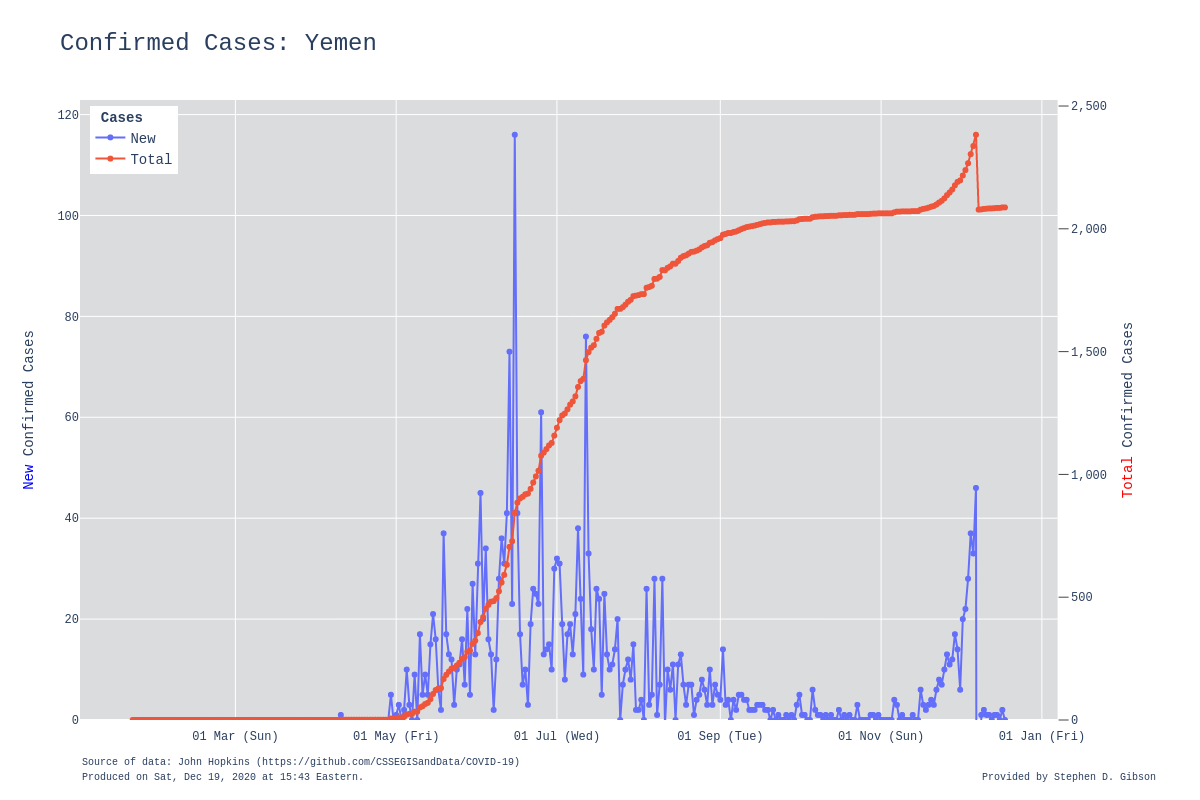 Confirmed Cases: Yemen
Cases
New
Total
120
100
80
60
40
20
0
2,500
2,000
1,500
1,000
500
0
New Confirmed Cases
Total Confirmed Cases
01 Mar (Sun)
01 May (Fri)
01 Jul (Wed)
01 Sep (Tue)
01 Nov (Sun)
01 Jan (Fri)
Source of data: John Hopkins (https://github.com/CSSEGISandData/COVID-19)
Produced on Sat, Dec 19, 2020 at 15:43 Eastern.
Provided by Stephen D. Gibson